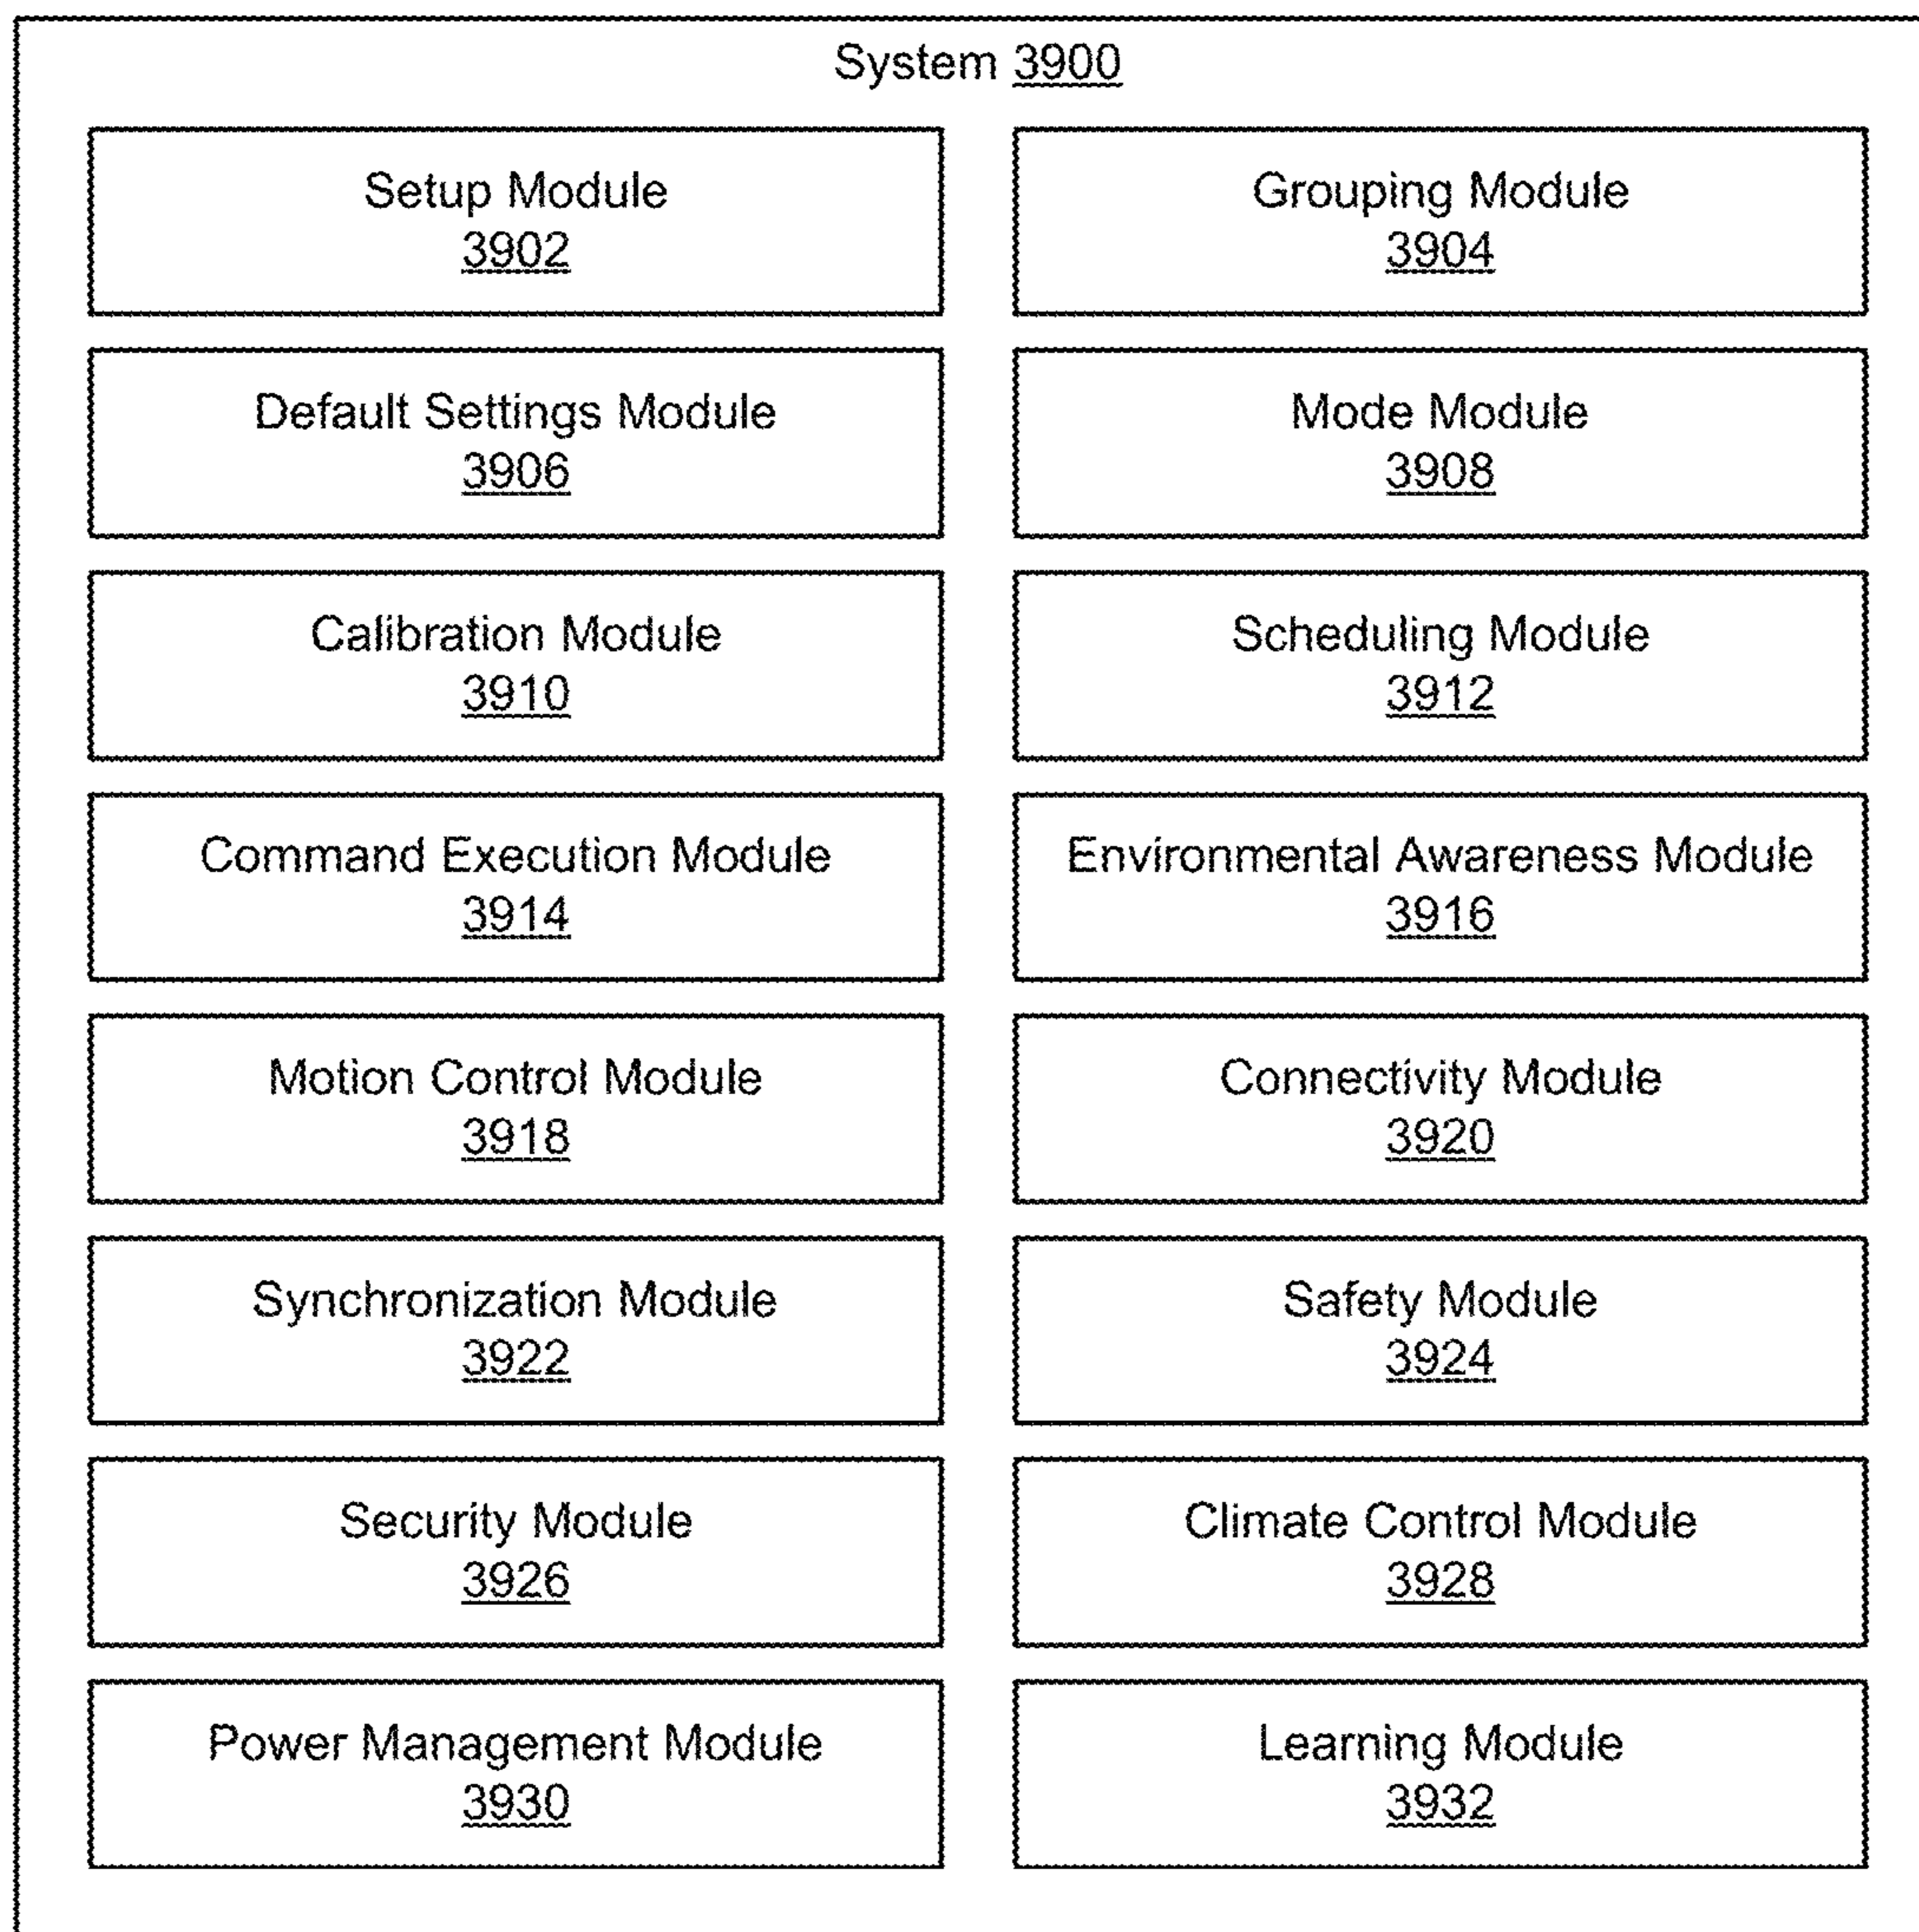 System 3900
Setup Module
3902
Grouping Module
3904
Default Settings Module
3906
Mode Module
3908
Calibration Module
3910
Scheduling Module
3912
Command Execution Module
3914
Environmental Awareness Module
3916
Motion Control Module
3918
Connectivity Module
3920
Synchronization Module
3922
Safety Module
3924
Security Module
3926
Climate Control Module
3928
Power Management Module
3930
Learning Module
3932